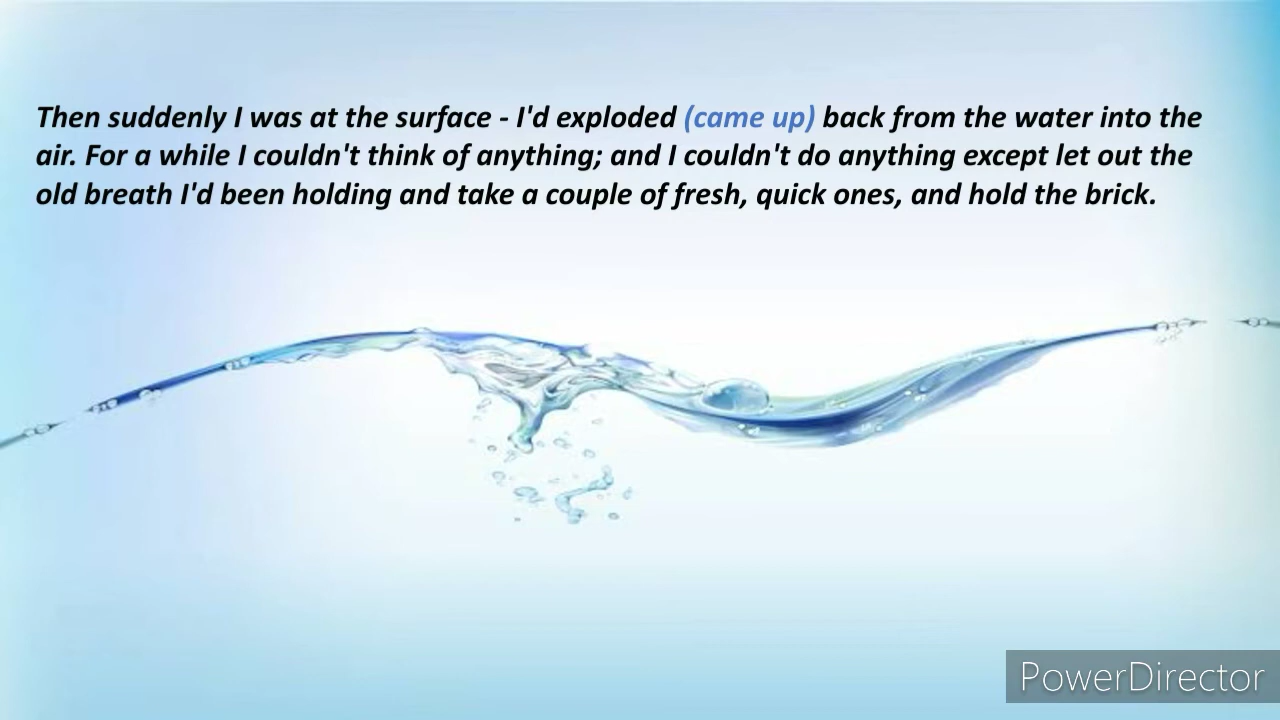 Then suddenly I was at the surface - I'd exploded (came up) back from the water into the
air. For a while I couldn't think of anything; and I couldn't do anything except let out the
old breath I'd been holding and take a couple of fresh, quick ones, and hold the brick.
PowerDirector